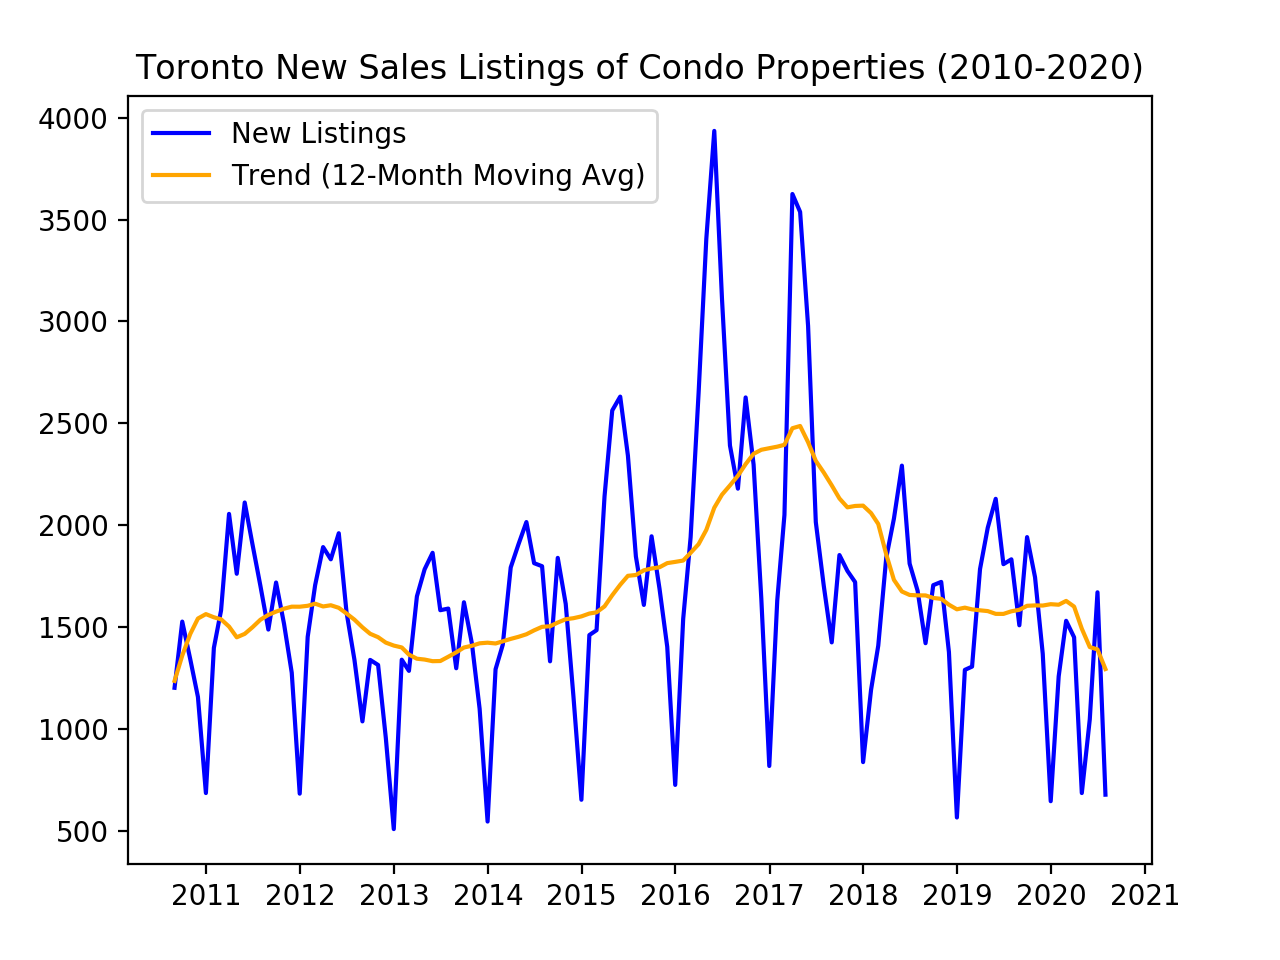 Toronto New Sales Listings of Condo Properties (2010-2020)
New Listings
Trend (12-Month Moving Avg)
4000
3500
3000
2500
2000
1500
1000
500
2011 2012 2013 2014 2015 2016 2017 2018 2019 2020 2021